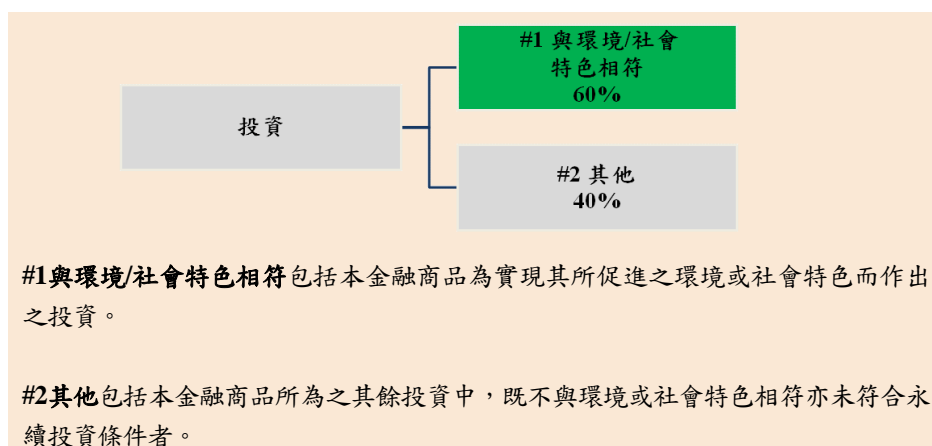 #1 與環境/社會
特色相符
60%
投資
#2 其他
40%
#1與環境/社會特色相符包括本金融商品為實現其所促進之環境或社會特色而作出
之投資。
#2其他包括本金融商品所為之其餘投資中，既不與環境或社會特色相符亦未符合永
續投資條件者。